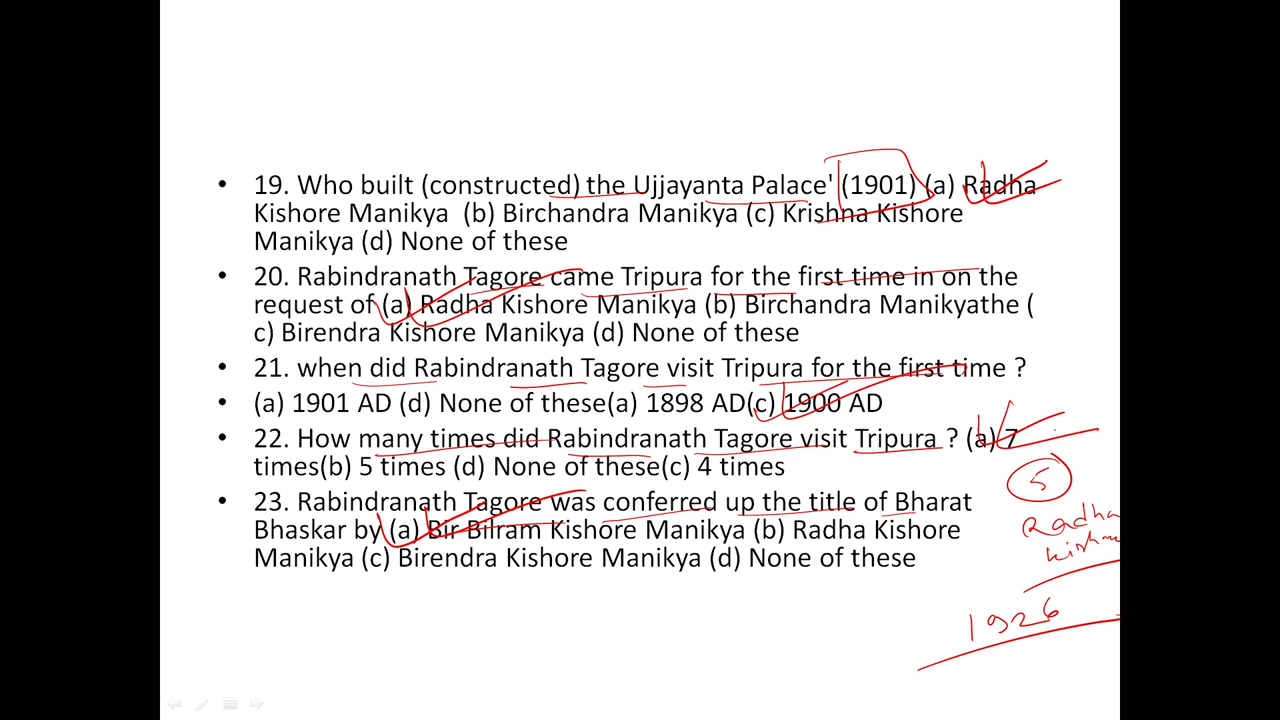 • 19. Who built (constructed) the Ujjayanta Palace' (1901) (a) Radha
Kishore Manikya (b) Birchandra Manikya (c) Krishna Kishore
Manikya (d) None of these
• 20. Rabindranath Tagore came Tripura for the first time in on the
request of (a) Radha Kishore Manikya (b) Birchandra Manikyathe (
c) Birendra Kishore Manikya (d) None of these
• 21. when did Rabindranath Tagore visit Tripura for the first time ?
• (a) 1901 AD (d) None of these(a) 1898 AD(c) 1900 AD
• 22. How many times did Rabindranath Tagore visit Tripura ? (a) 7
times(b) 5 times (d) None of these(c) 4 times
5
• 23. Rabindranath Tagore was conferred up the title of Bharat
Bhaskar by (a) Bir Bilram Kishore Manikya (b) Radha Kishore
Manikya (c) Birendra Kishore Manikya (d) None of these
Radha
1926